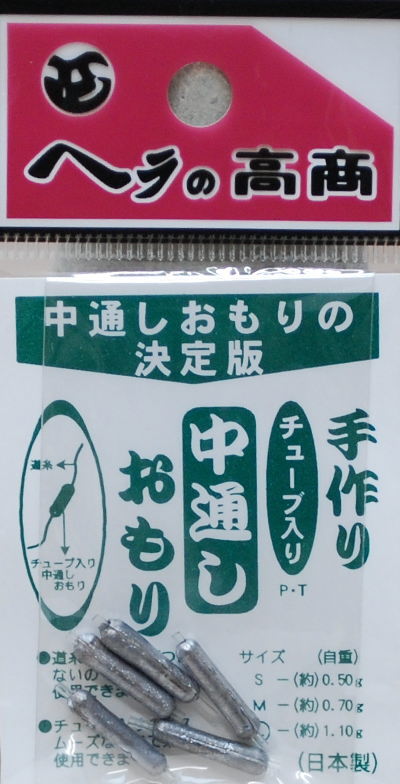 ヘラの高商
中通しおもりの
決定版
手作り
チューブ入り
P・T
中通し
おもり
道糸
チューブ入り
中通し
おもり
サイズ (自重)
S－(約)0.50g
M－(約)0.70g
－(約)1.10g
(日本製)
●道糸
ないの
使用できま
●チュ
ムーズな
使用できま